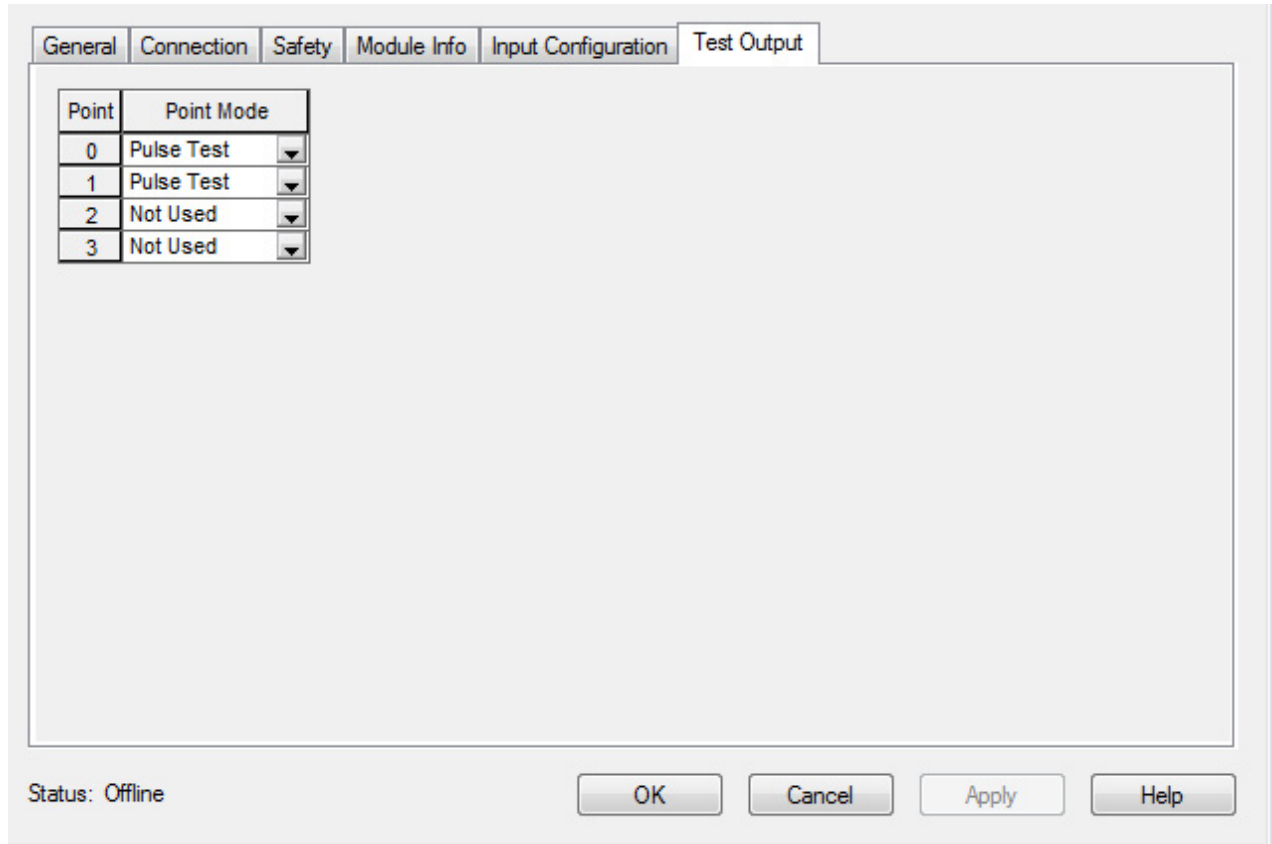 General Connection Safety Module Info Input Configuration Test Output
Point Point Mode
0 Pulse Test
1 Pulse Test
2 Not Used
3 Not Used
Status: Offline OK Cancel Apply Help